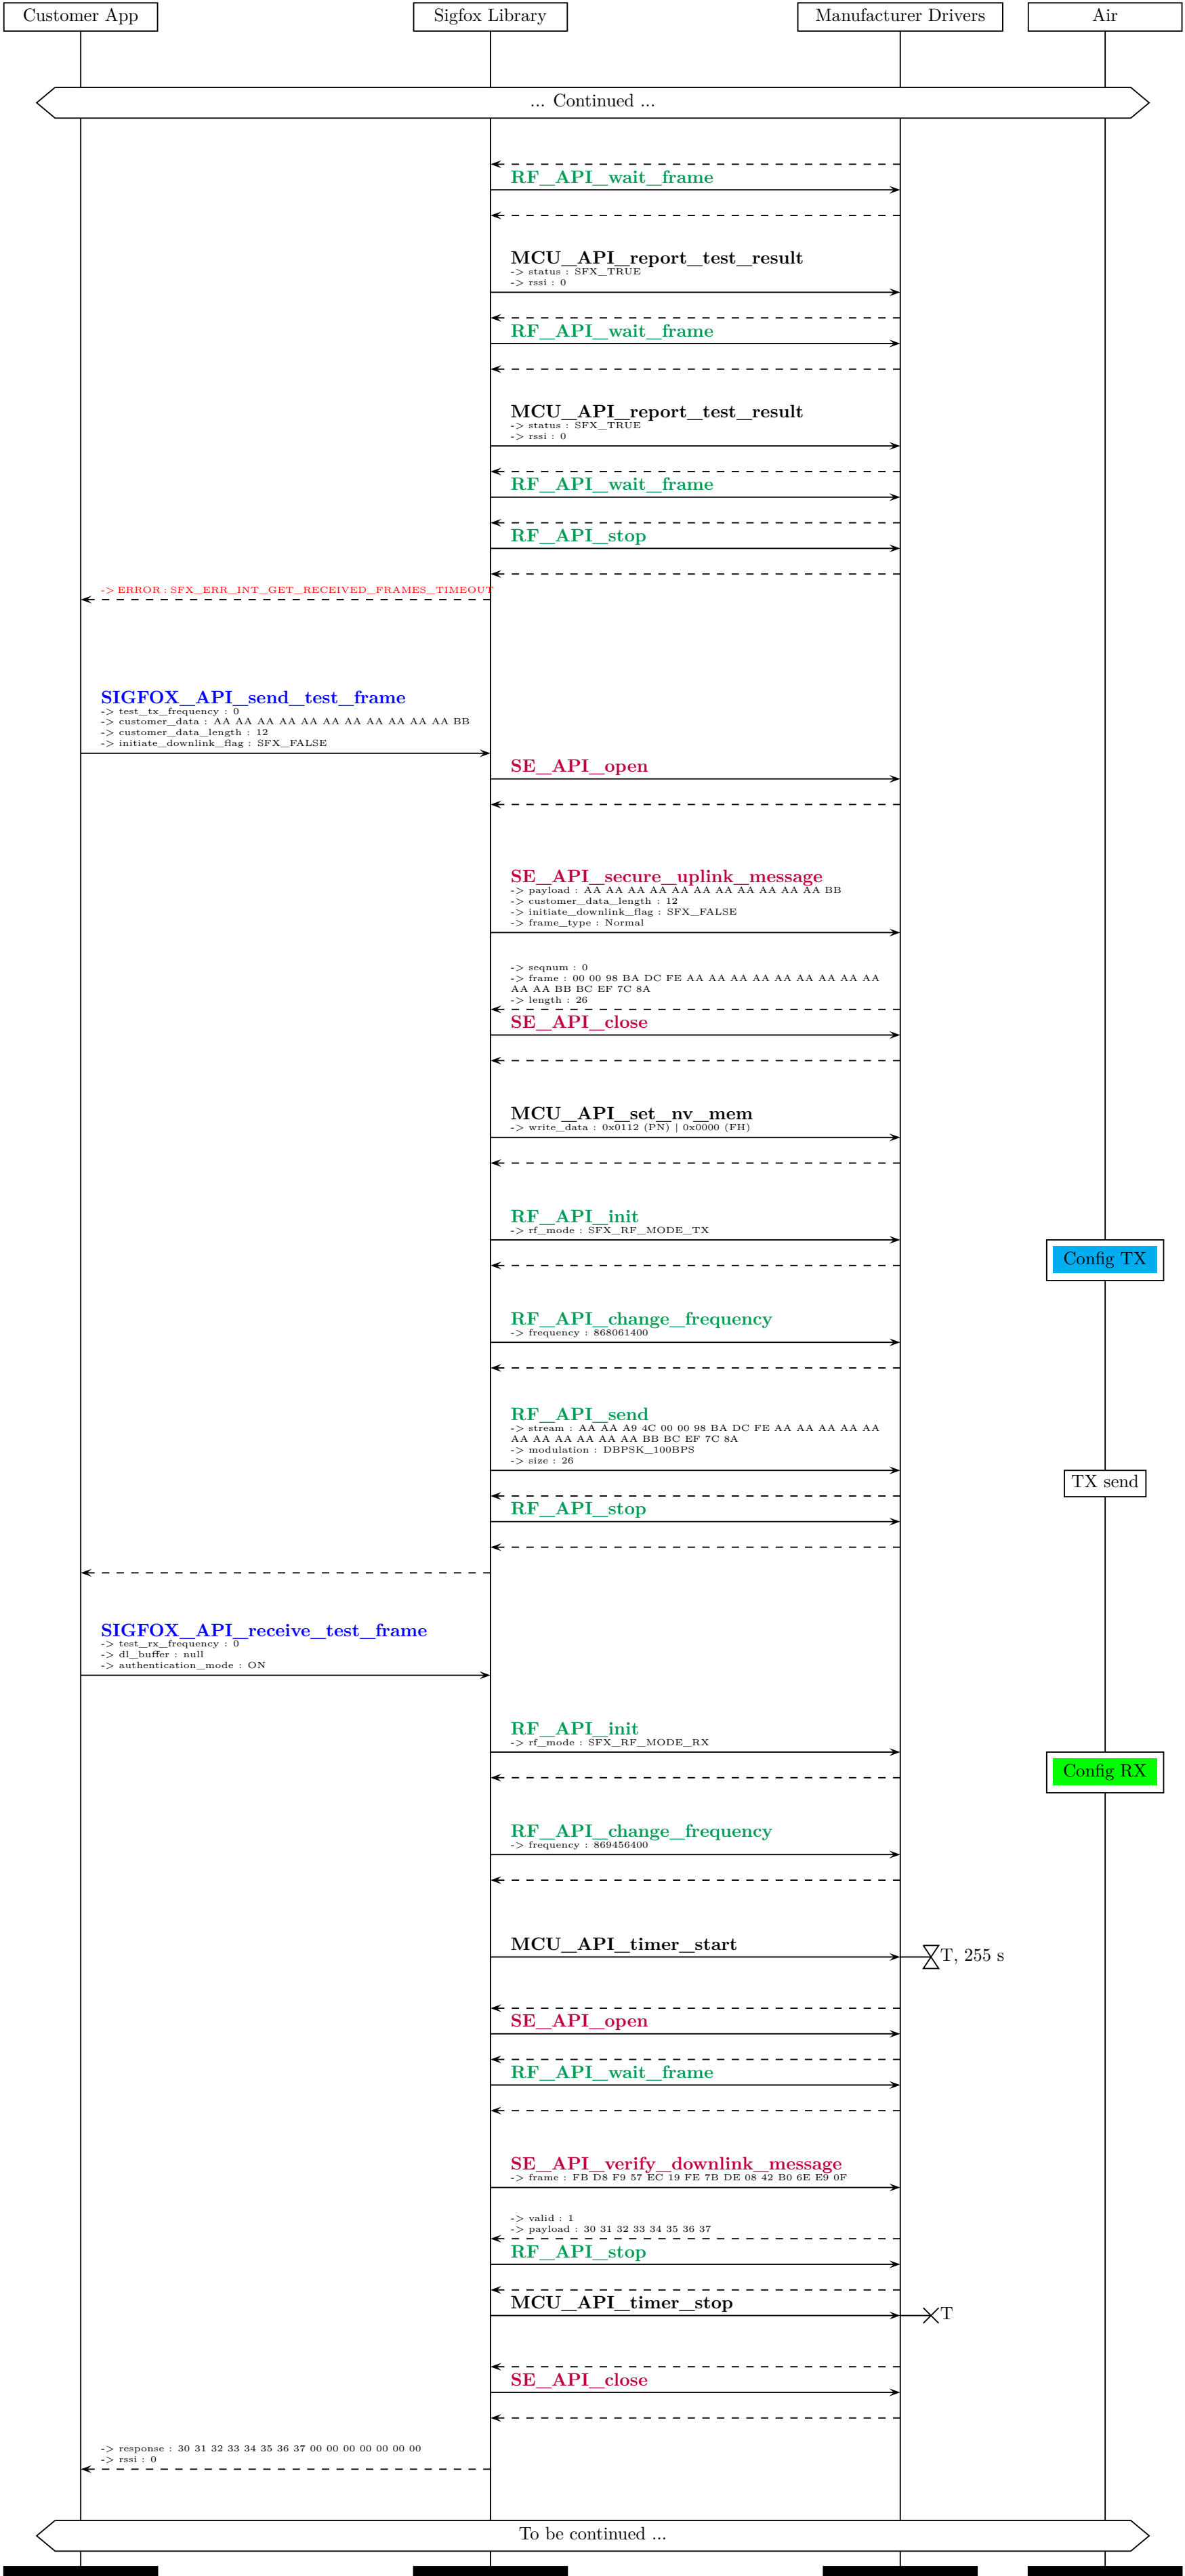 Customer App
Sigfox Library
Manufacturer Drivers
Air
... Continued ...
RF_API_wait_frame
MCU_API_report_test_result
-> status : SFX_TRUE
-> rssi : 0
RF_API_wait_frame
MCU_API_report_test_result
-> status : SFX_TRUE
-> rssi : 0
RF_API_wait_frame
RF_API_stop
-> ERROR : SFX_ERR_INT_GET_RECEIVED_FRAMES_TIMEOUT
SIGFOX_API_send_test_frame
-> test_tx_frequency : 0
-> customer_data : AA AA AA AA AA AA AA AA AA AA AA BB
-> customer_data_length : 12
-> initiate_downlink_flag : SFX_FALSE
SE_API_open
SE_API_secure_uplink_message
-> payload : AA AA AA AA AA AA AA AA AA AA AA BB
-> customer_data_length : 12
-> initiate_downlink_flag : SFX_FALSE
-> frame_type : Normal
-> seqnum : 0
-> frame : 00 00 98 BA DC FE AA AA AA AA AA AA AA AA AA
AA AA BB BC EF 7C 8A
-> length : 26
SE_API_close
MCU_API_set_nv_mem
-> write_data : 0x0112 (PN) | 0x0000 (FH)
RF_API_init
-> rf_mode : SFX_RF_MODE_TX
Config TX
RF_API_change_frequency
-> frequency : 868061400
RF_API_send
-> stream : AA AA A9 4C 00 00 98 BA DC FE AA AA AA AA AA
AA AA AA AA AA AA BB BC EF 7C 8A
-> modulation : DBPSK_100BPS
-> size : 26
TX send
RF_API_stop
SIGFOX_API_receive_test_frame
-> test_rx_frequency : 0
-> dl_buffer : null
-> authentication_mode : ON
RF_API_init
-> rf_mode : SFX_RF_MODE_RX
Config RX
RF_API_change_frequency
-> frequency : 869456400
MCU_API_timer_start
T, 255 s
SE_API_open
RF_API_wait_frame
SE_API_verify_downlink_message
-> frame : FB D8 F9 57 EC 19 FE 7B DE 08 42 B0 6E E9 0F
-> valid : 1
-> payload : 30 31 32 33 34 35 36 37
RF_API_stop
MCU_API_timer_stop
T
SE_API_close
-> response : 30 31 32 33 34 35 36 37 00 00 00 00 00 00 00
-> rssi : 0
To be continued ...